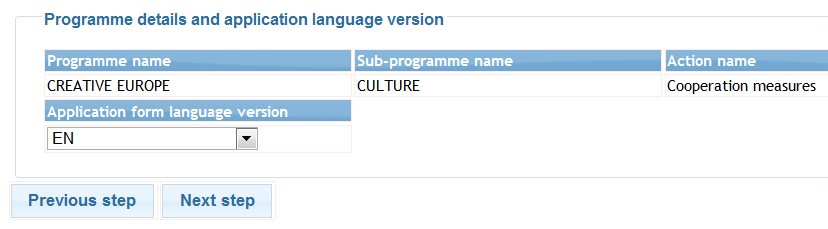 Programme details and application language version
Programme name Sub-programme name Action name
CREATIVE EUROPE CULTURE Cooperation measures
Application form language version
EN
Previous step Next step